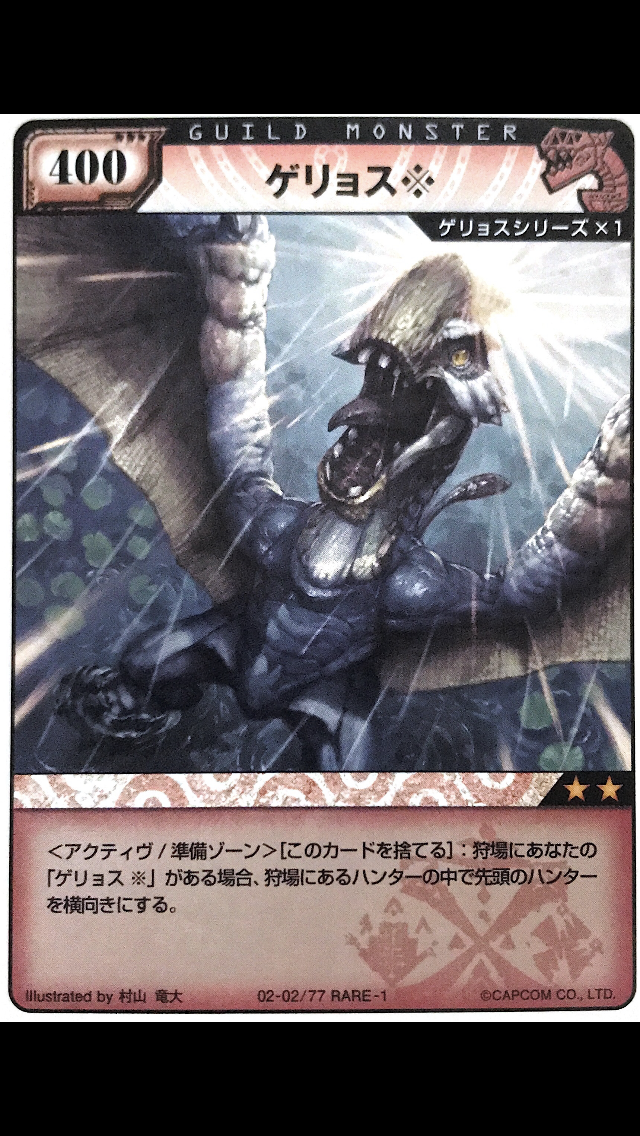 GUILD MONSTER
400
ゲリョス※
ゲリョスシリーズ×1
<アクティヴ / 準備ゾーン>[このカードを捨てる]：狩場にあなたの
「ゲリョス ※」がある場合、狩場にあるハンターの中で先頭のハンター
を横向きにする。
Illustrated by 村山 竜大
02-02/77 RARE-1
©CAPCOM CO., LTD.